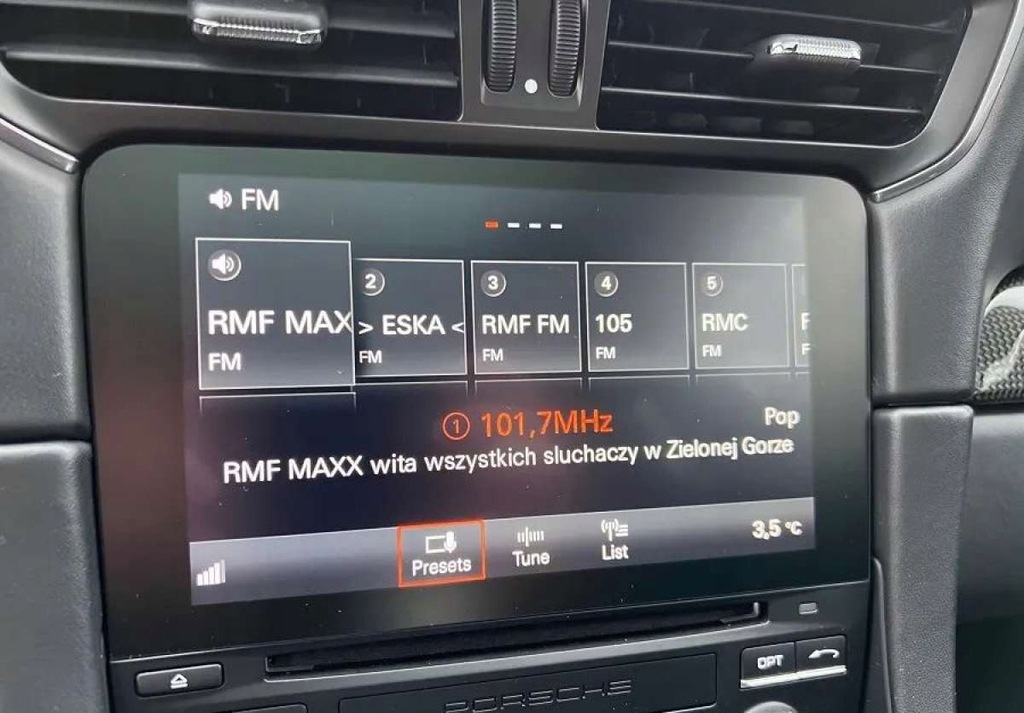 FM
2
3
4
5
RMF MAX
> ESKA <
RMF FM
105
RMC
FM
FM
FM
FM
FM
1 101,7MHz
Pop
RMF MAXX wita wszystkich sluchaczy w Zielonej Gorze
Presets
Tune
List
3,5 °C
OPT
PORSCHE